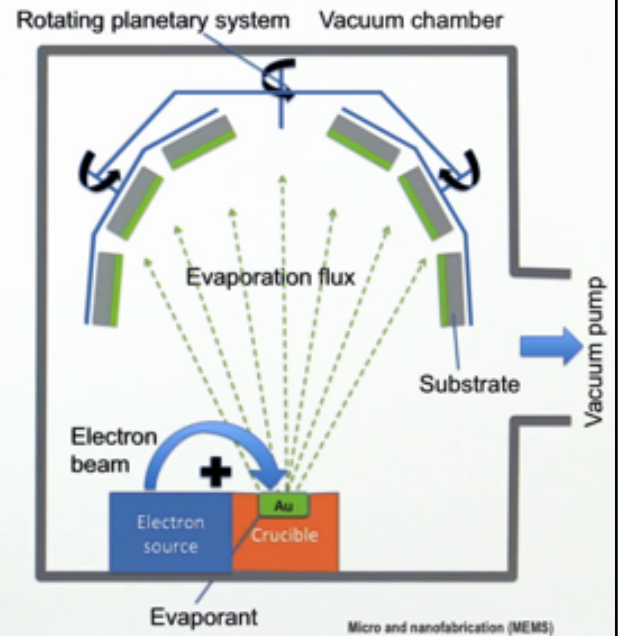 Rotating planetary system
Vacuum chamber
Evaporation flux
Substrate
Vacuum pump
Electron
beam
+
Au
Electron
source
Crucible
Evaporant
Micro and nanofabrication (MEMS)